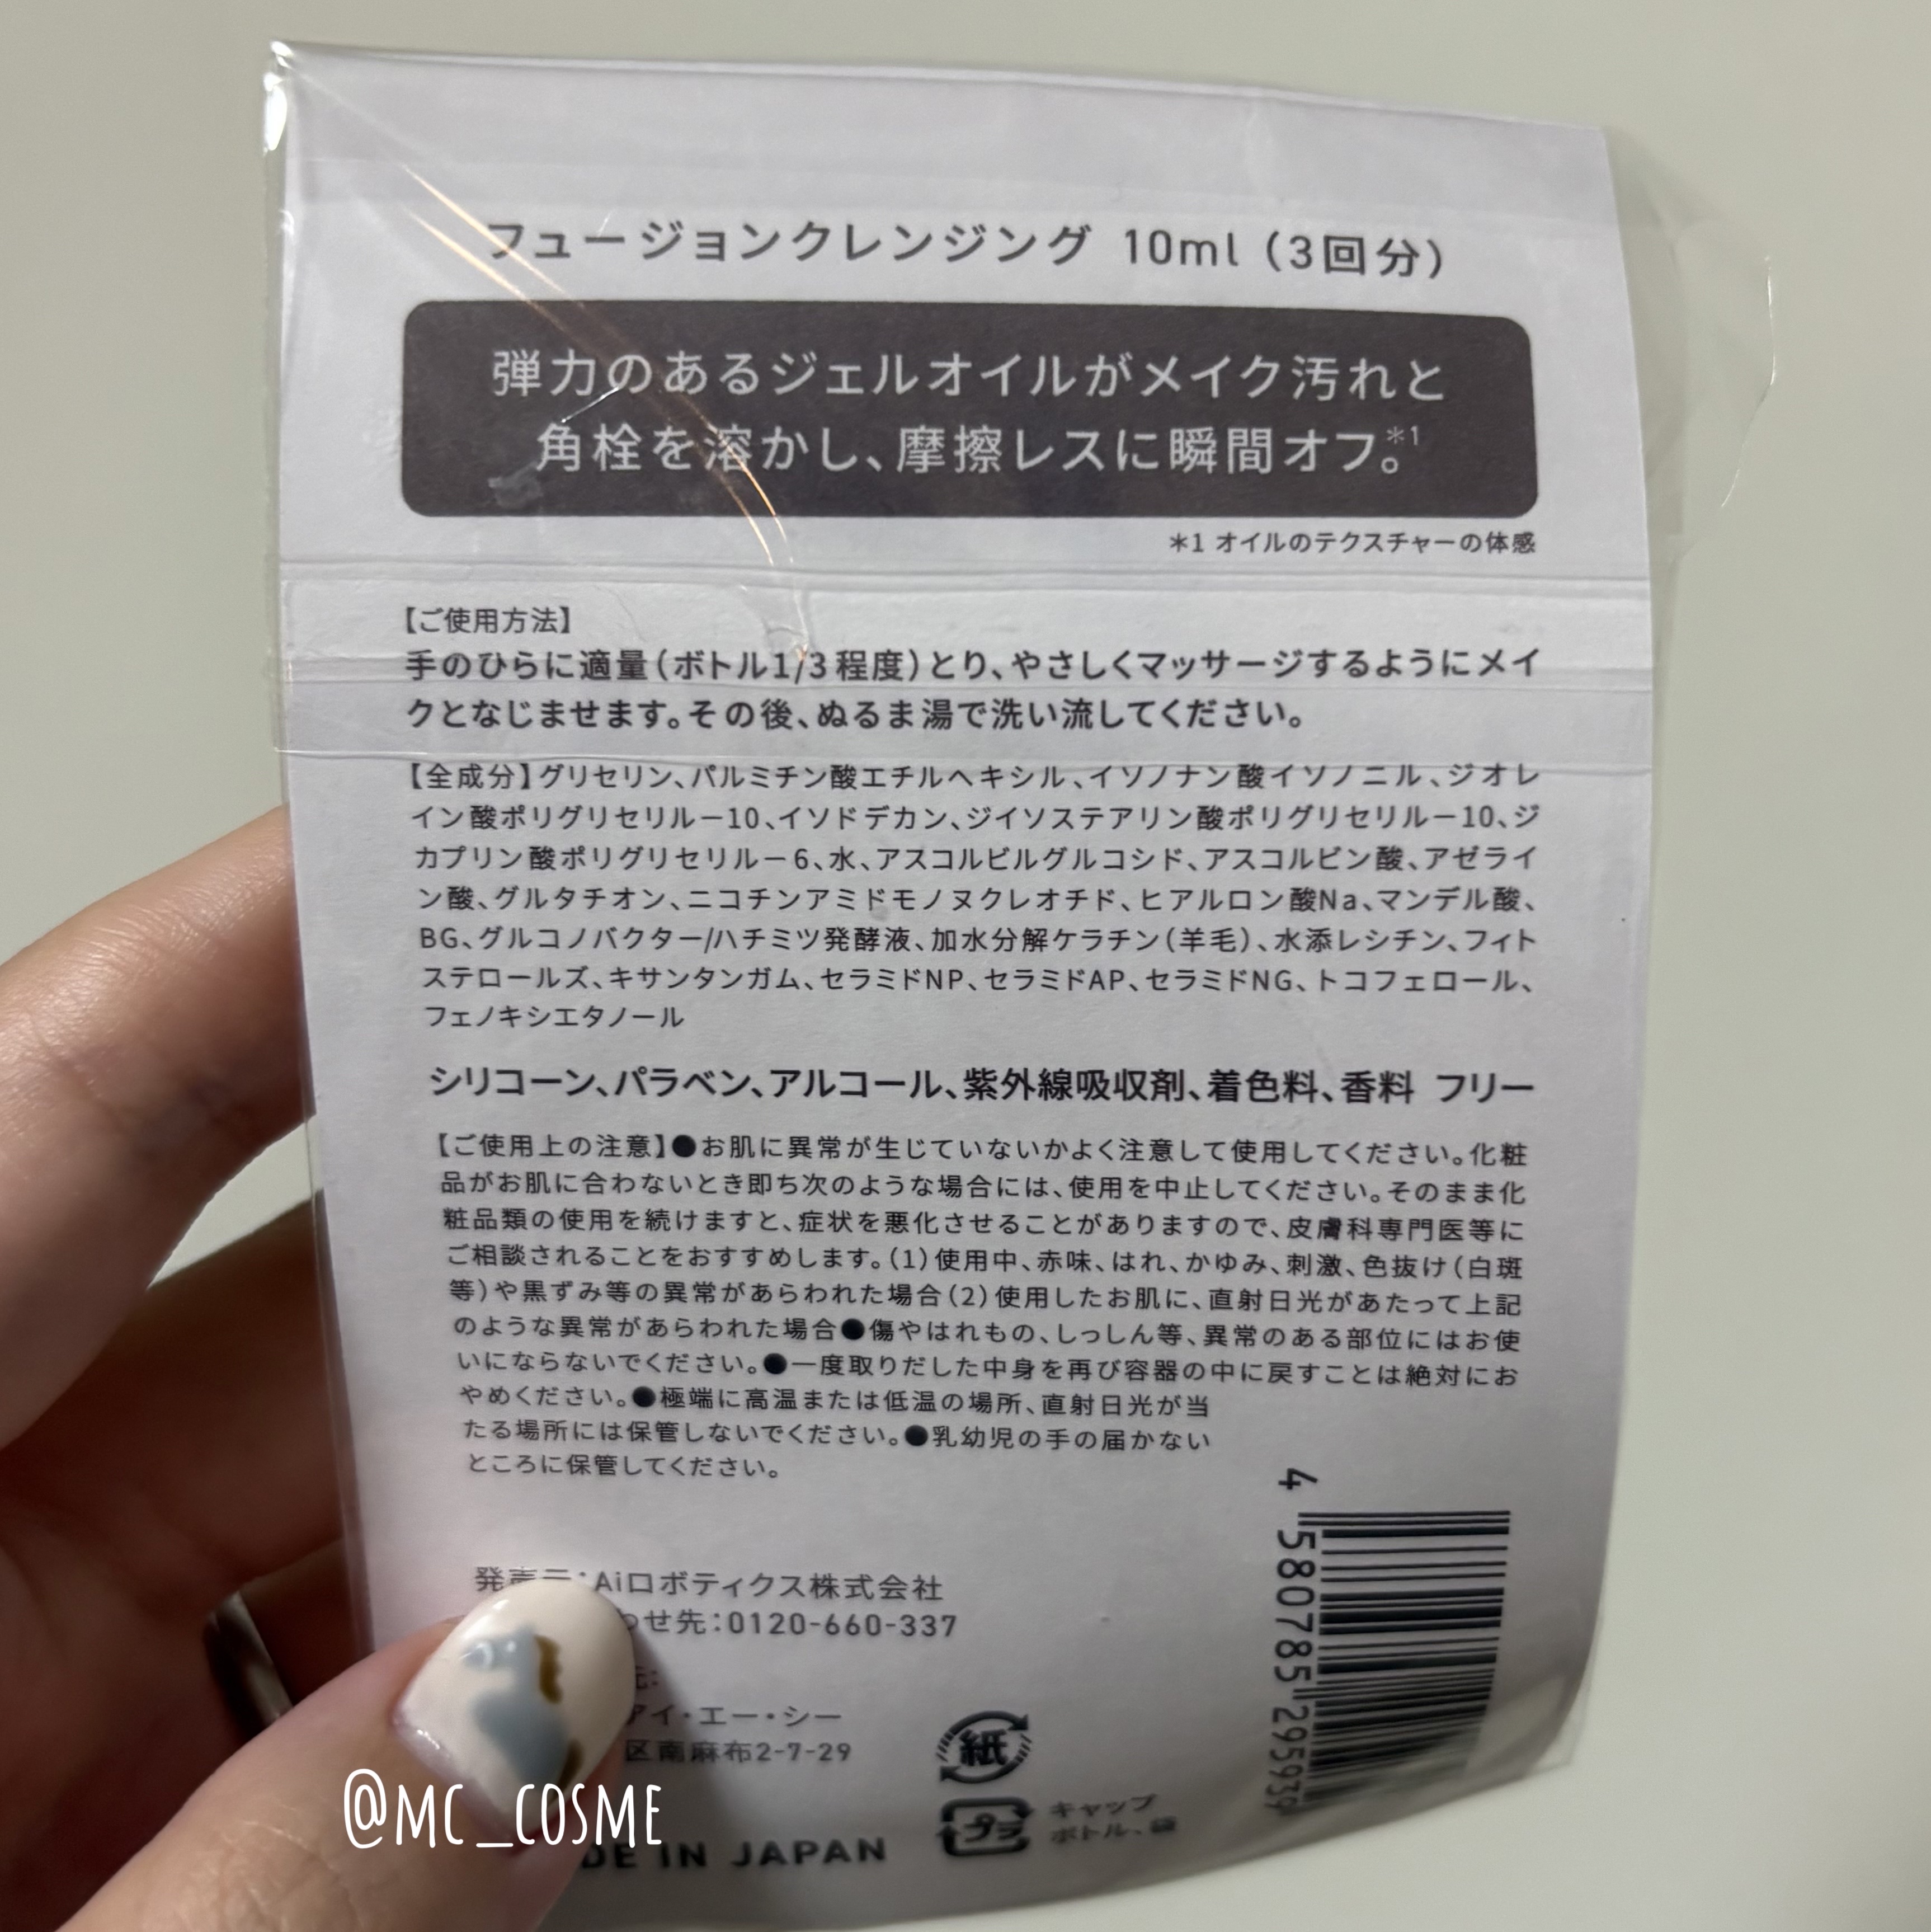 フュージョンクレンジング 10ml（3回分）
弾力のあるジェルオイルがメイク汚れと
角栓を溶かし、摩擦レスに瞬間オフ。*1
*1 オイルのテクスチャーの体感
【ご使用方法】
手のひらに適量（ボトル1/3程度）とり、やさしくマッサージするようにメイ
クとなじませます。その後、ぬるま湯で洗い流してください。
【全成分】グリセリン、パルミチン酸エチルヘキシル、イソノナン酸イソノニル、ジオレ
イン酸ポリグリセリルー10、イソドデカン、ジイソステアリン酸ポリグリセリルー10、ジ
カプリン酸ポリグリセリルー6、水、アスコルビルグルコシド、アスコルビン酸、アゼライ
ン酸、グルタチオン、ニコチンアミドモノヌクレオチド、ヒアルロン酸Na、マンデル酸、
BG、グルコノバクター/ハチミツ発酵液、加水分解ケラチン（羊毛）、水添レシチン、フィト
ステロールズ、キサンタンガム、セラミドNP、セラミドAP、セラミドNG、トコフェロール、
フェノキシエタノール
シリコーン、パラベン、アルコール、紫外線吸収剤、着色料、香料 フリー
【ご使用上の注意】●お肌に異常が生じていないかよく注意して使用してください。化粧
品がお肌に合わないとき即ち次のような場合には、使用を中止してください。そのまま化
粧品類の使用を続けますと、症状を悪化させることがありますので、皮膚科専門医等に
ご相談されることをおすすめします。（1）使用中、赤味、はれ、かゆみ、刺激、色抜け（白斑
等）や黒ずみ等の異常があらわれた場合（2）使用したお肌に、直射日光があたって上記
のような異常があらわれた場合●傷やはれもの、しっしん等、異常のある部位にはお使
いにならないでください。●一度取りだした中身を再び容器の中に戻すことは絶対にお
やめください。●極端に高温または低温の場所、直射日光が当
たる場所には保管しないでください。●乳幼児の手の届かない
ところに保管してください。
発売元：Aiロボティクス株式会社
わせ先：0120-660-337
元：
アイ・エー・シー
区南麻布2-7-29
DE IN JAPAN
紙
プラ
キャップ
ボトル、袋
4 580785 295939
@MC_COSME